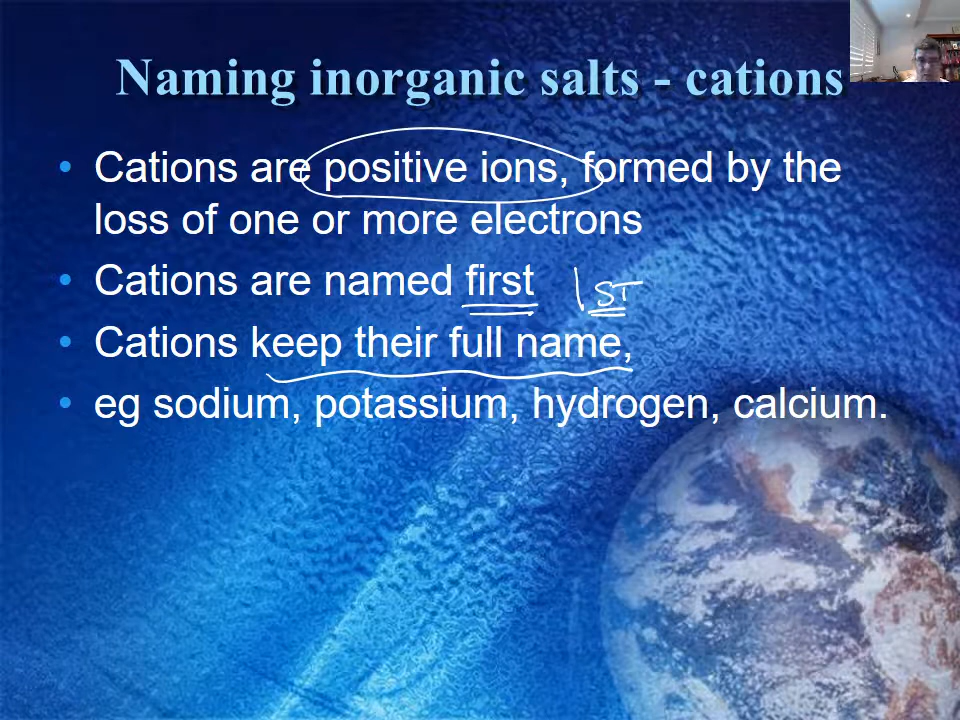 Naming inorganic salts - cations
• Cations are positive ions, formed by the
loss of one or more electrons
• Cations are named first 1ST
• Cations keep their full name,
• eg sodium, potassium, hydrogen, calcium.